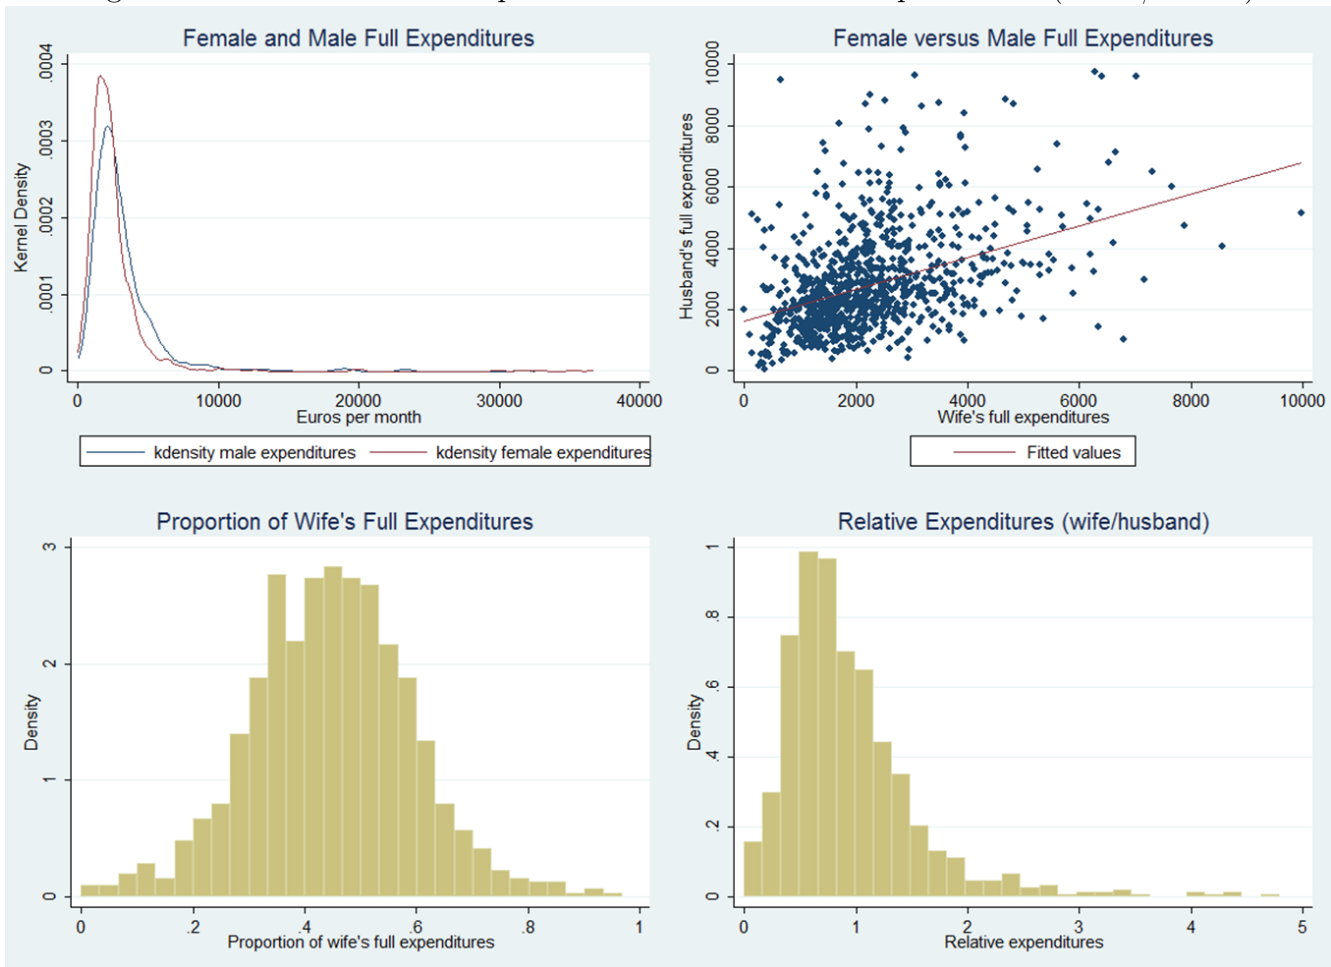 Female and Male Full Expenditures
Kernel Density
0 .0001 .0002 .0003 .0004
0 10000 20000 30000 40000
Euros per month
kdensity male expenditures kdensity female expenditures
Female versus Male Full Expenditures
Husband's full expenditures
0 2000 4000 6000 8000 10000
0 2000 4000 6000 8000 10000
Wife's full expenditures
Fitted values
Proportion of Wife's Full Expenditures
Density
0 1 2 3
0 .2 .4 .6 .8 1
Proportion of wife's full expenditures
Relative Expenditures (wife/husband)
Density
0 .2 .4 .6 .8 1
0 1 2 3 4 5
Relative expenditures